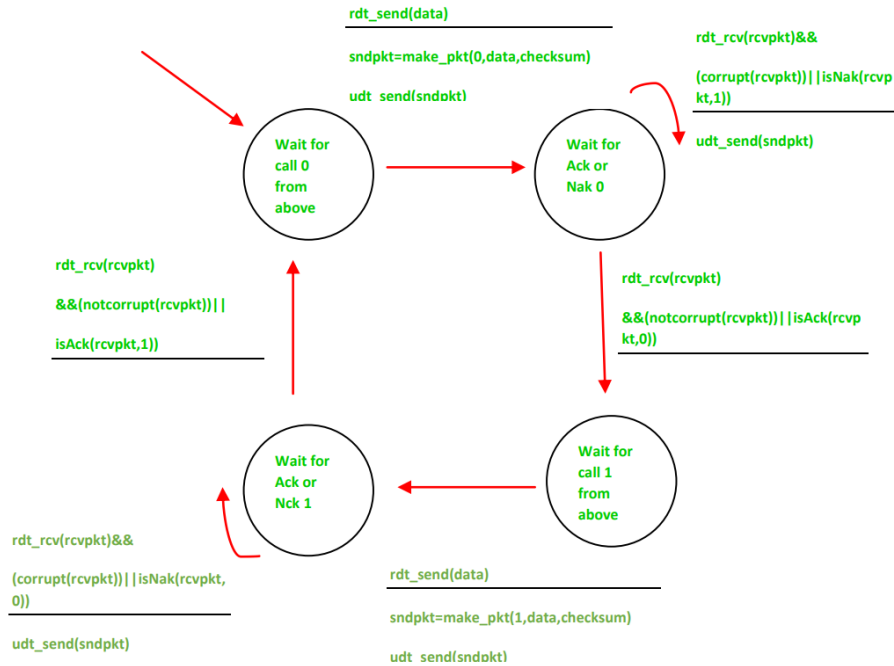 rdt_send(data)
sndpkt=make_pkt(0,data,checksum)
udt_send(sndpkt)
rdt_rcv(rcvpkt)&&
(corrupt(rcvpkt))||isNak(rcvp
kt,1))
udt_send(sndpkt)
Wait for
call 0
from
above
Wait for
Ack or
Nak 0
rdt_rcv(rcvpkt)
&&(notcorrupt(rcvpkt))||
isAck(rcvpkt,1))
rdt_rcv(rcvpkt)
&&(notcorrupt(rcvpkt))||isAck(rcvp
kt,0))
Wait for
Ack or
Nck 1
Wait for
call 1
from
above
rdt_rcv(rcvpkt)&&
(corrupt(rcvpkt))||isNak(rcvpkt,
0))
udt_send(sndpkt)
rdt_send(data)
sndpkt=make_pkt(1,data,checksum)
udt_send(sndpkt)